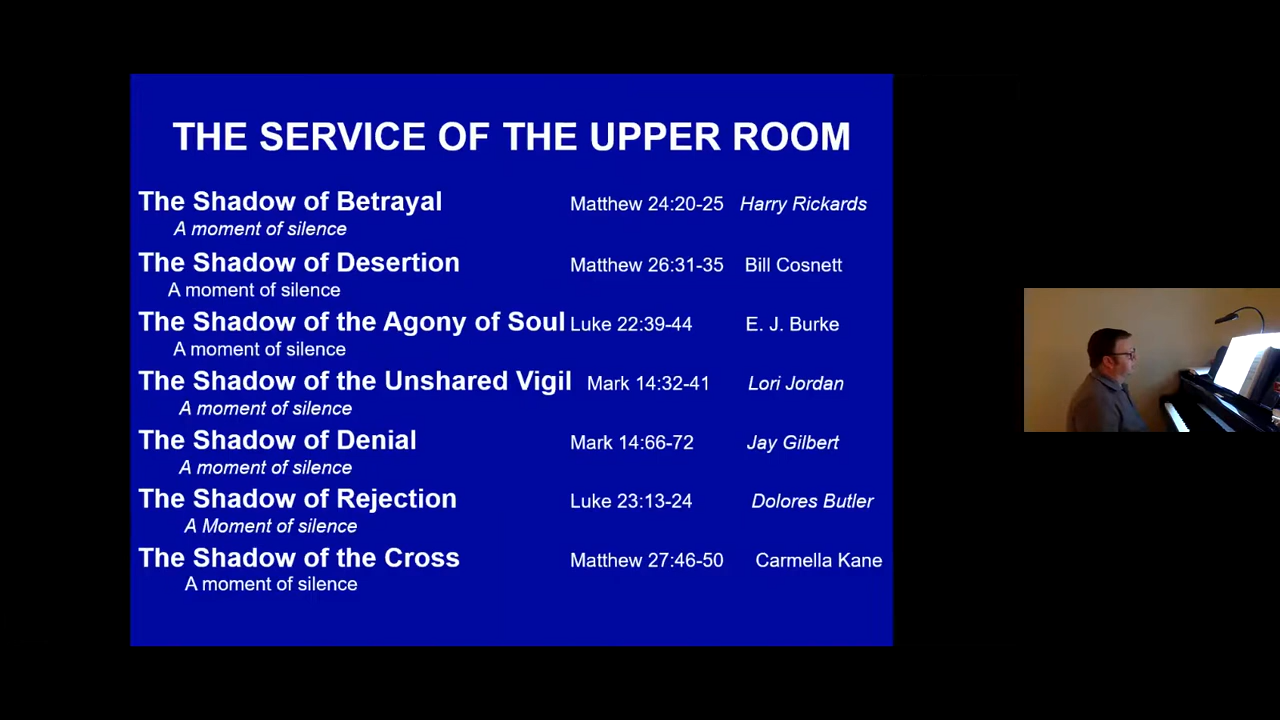 THE SERVICE OF THE UPPER ROOM
The Shadow of Betrayal Matthew 24:20-25 Harry Rickards
A moment of silence
The Shadow of Desertion Matthew 26:31-35 Bill Cosnett
A moment of silence
The Shadow of the Agony of Soul Luke 22:39-44 E. J. Burke
A moment of silence
The Shadow of the Unshared Vigil Mark 14:32-41 Lori Jordan
A moment of silence
The Shadow of Denial Mark 14:66-72 Jay Gilbert
A moment of silence
The Shadow of Rejection Luke 23:13-24 Dolores Butler
A Moment of silence
The Shadow of the Cross Matthew 27:46-50 Carmella Kane
A moment of silence